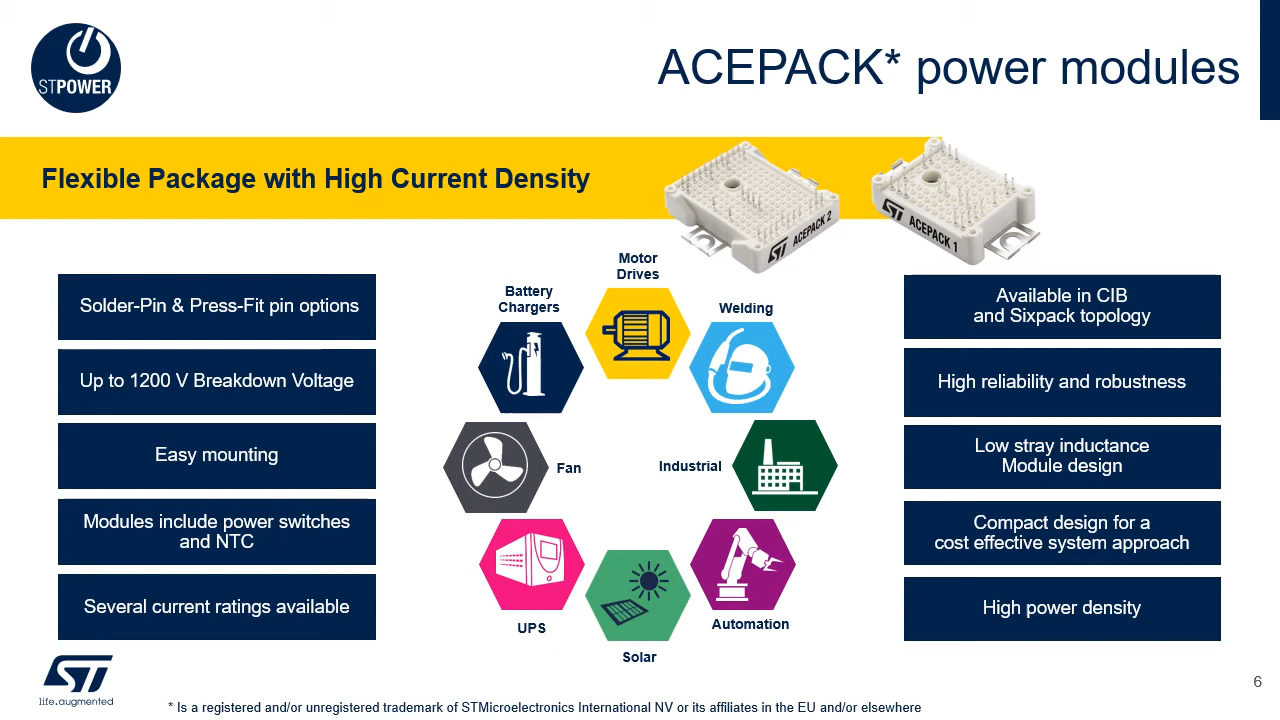 STPOWER
ACEPACK* power modules
Flexible Package with High Current Density
ST ACEPACK 2
ST ACEPACK 1
Solder-Pin & Press-Fit pin options
Up to 1200 V Breakdown Voltage
Easy mounting
Modules include power switches
and NTC
Several current ratings available
Motor
Drives
Battery
Chargers
Welding
Fan
Industrial
UPS
Automation
Solar
Available in CIB
and Sixpack topology
High reliability and robustness
Low stray inductance
Module design
Compact design for a
cost effective system approach
High power density
ST
life.augmented
6
* Is a registered and/or unregistered trademark of STMicroelectronics International NV or its affiliates in the EU and/or elsewhere